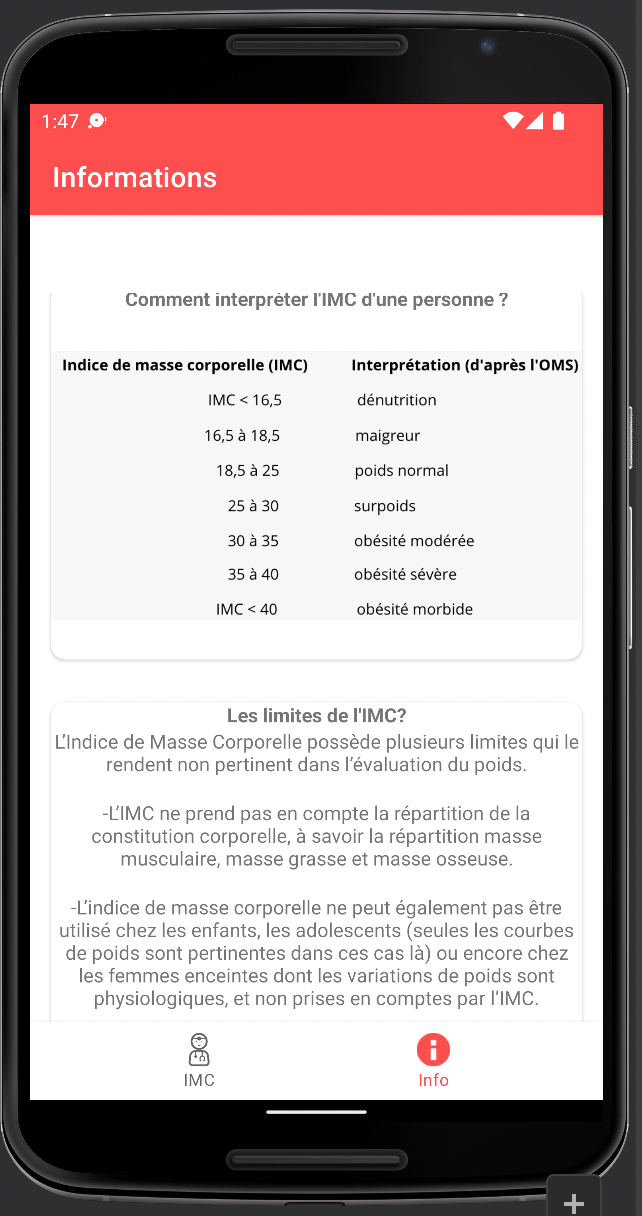 1:47
Informations
Comment interpréter l'IMC d'une personne ?
Indice de masse corporelle (IMC) Interprétation (d'après l'OMS)
IMC < 16,5 dénutrition
16,5 à 18,5 maigreur
18,5 à 25 poids normal
25 à 30 surpoids
30 à 35 obésité modérée
35 à 40 obésité sévère
IMC < 40 obésité morbide
Les limites de l'IMC?
L’Indice de Masse Corporelle possède plusieurs limites qui le
rendent non pertinent dans l’évaluation du poids.
-L’IMC ne prend pas en compte la répartition de la
constitution corporelle, à savoir la répartition masse
musculaire, masse grasse et masse osseuse.
-L’indice de masse corporelle ne peut également pas être
utilisé chez les enfants, les adolescents (seules les courbes
de poids sont pertinentes dans ces cas là) ou encore chez
les femmes enceintes dont les variations de poids sont
physiologiques, et non prises en comptes par l’IMC.
IMC Info